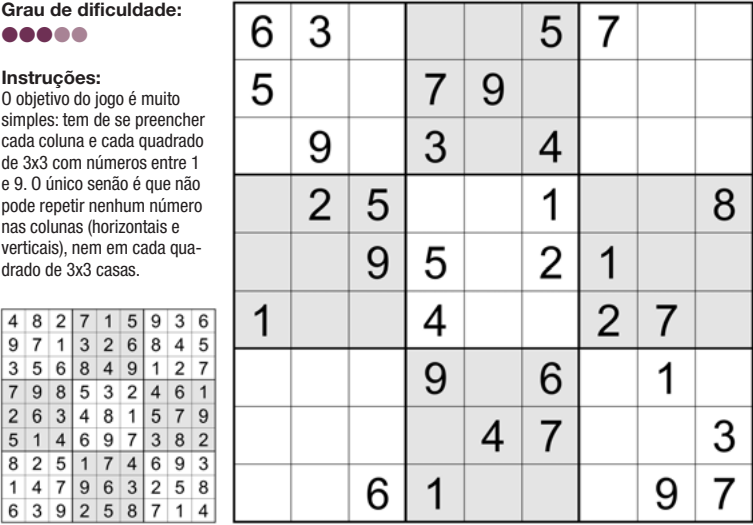 Grau de dificuldade:
Instruções:
O objetivo do jogo é muito
simples: tem de se preencher
cada coluna e cada quadrado
de 3x3 com números entre 1
e 9. O único senão é que não
pode repetir nenhum número
nas colunas (horizontais e
verticais), nem em cada qua-
drado de 3x3 casas.
4 8 2 7 1 5 9 3 6
9 7 1 3 2 6 8 4 5
3 5 6 8 4 9 1 2 7
7 9 8 5 3 2 4 6 1
2 6 3 4 8 1 5 7 9
5 1 4 6 9 7 3 8 2
8 2 5 1 7 4 6 9 3
1 4 7 9 6 3 2 5 8
6 3 9 2 5 8 7 1 4
6 3 5 7
5 7 9
9 3 4
2 5 1 8
9 5 2 1
1 4 2 7
9 6 1
4 7 3
6 1 9 7